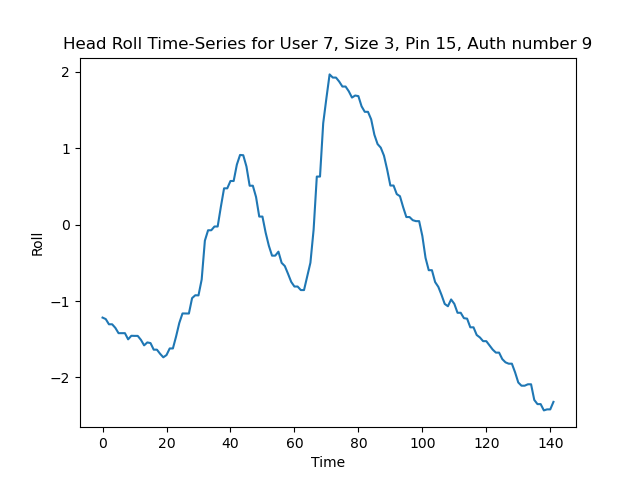 Head Roll Time-Series for User 7, Size 3, Pin 15, Auth number 9
2
1
0
−1
−2
Roll
0 20 40 60 80 100 120 140
Time